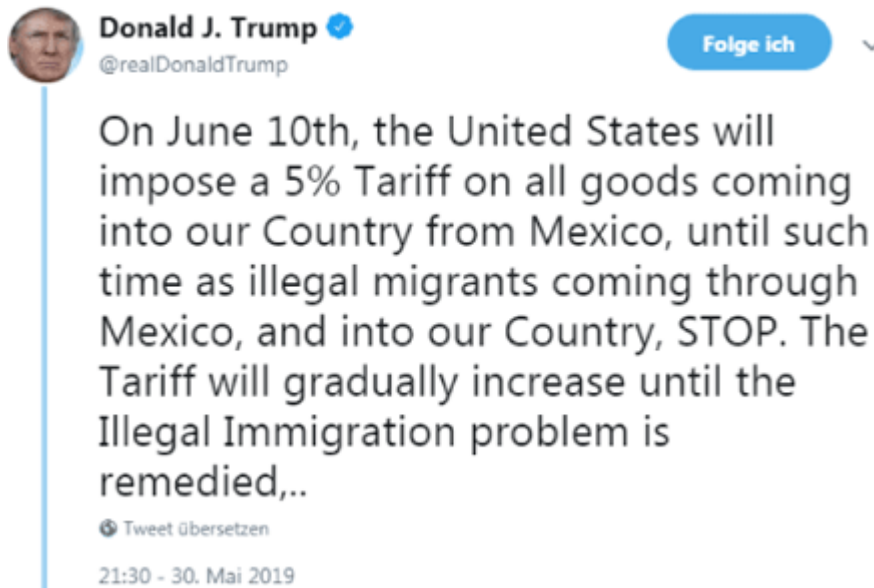 Donald J. Trump
@realDonaldTrump
Folge ich
On June 10th, the United States will
impose a 5% Tariff on all goods coming
into our Country from Mexico, until such
time as illegal migrants coming through
Mexico, and into our Country, STOP. The
Tariff will gradually increase until the
Illegal Immigration problem is
remedied,..
Tweet übersetzen
21:30 - 30. Mai 2019